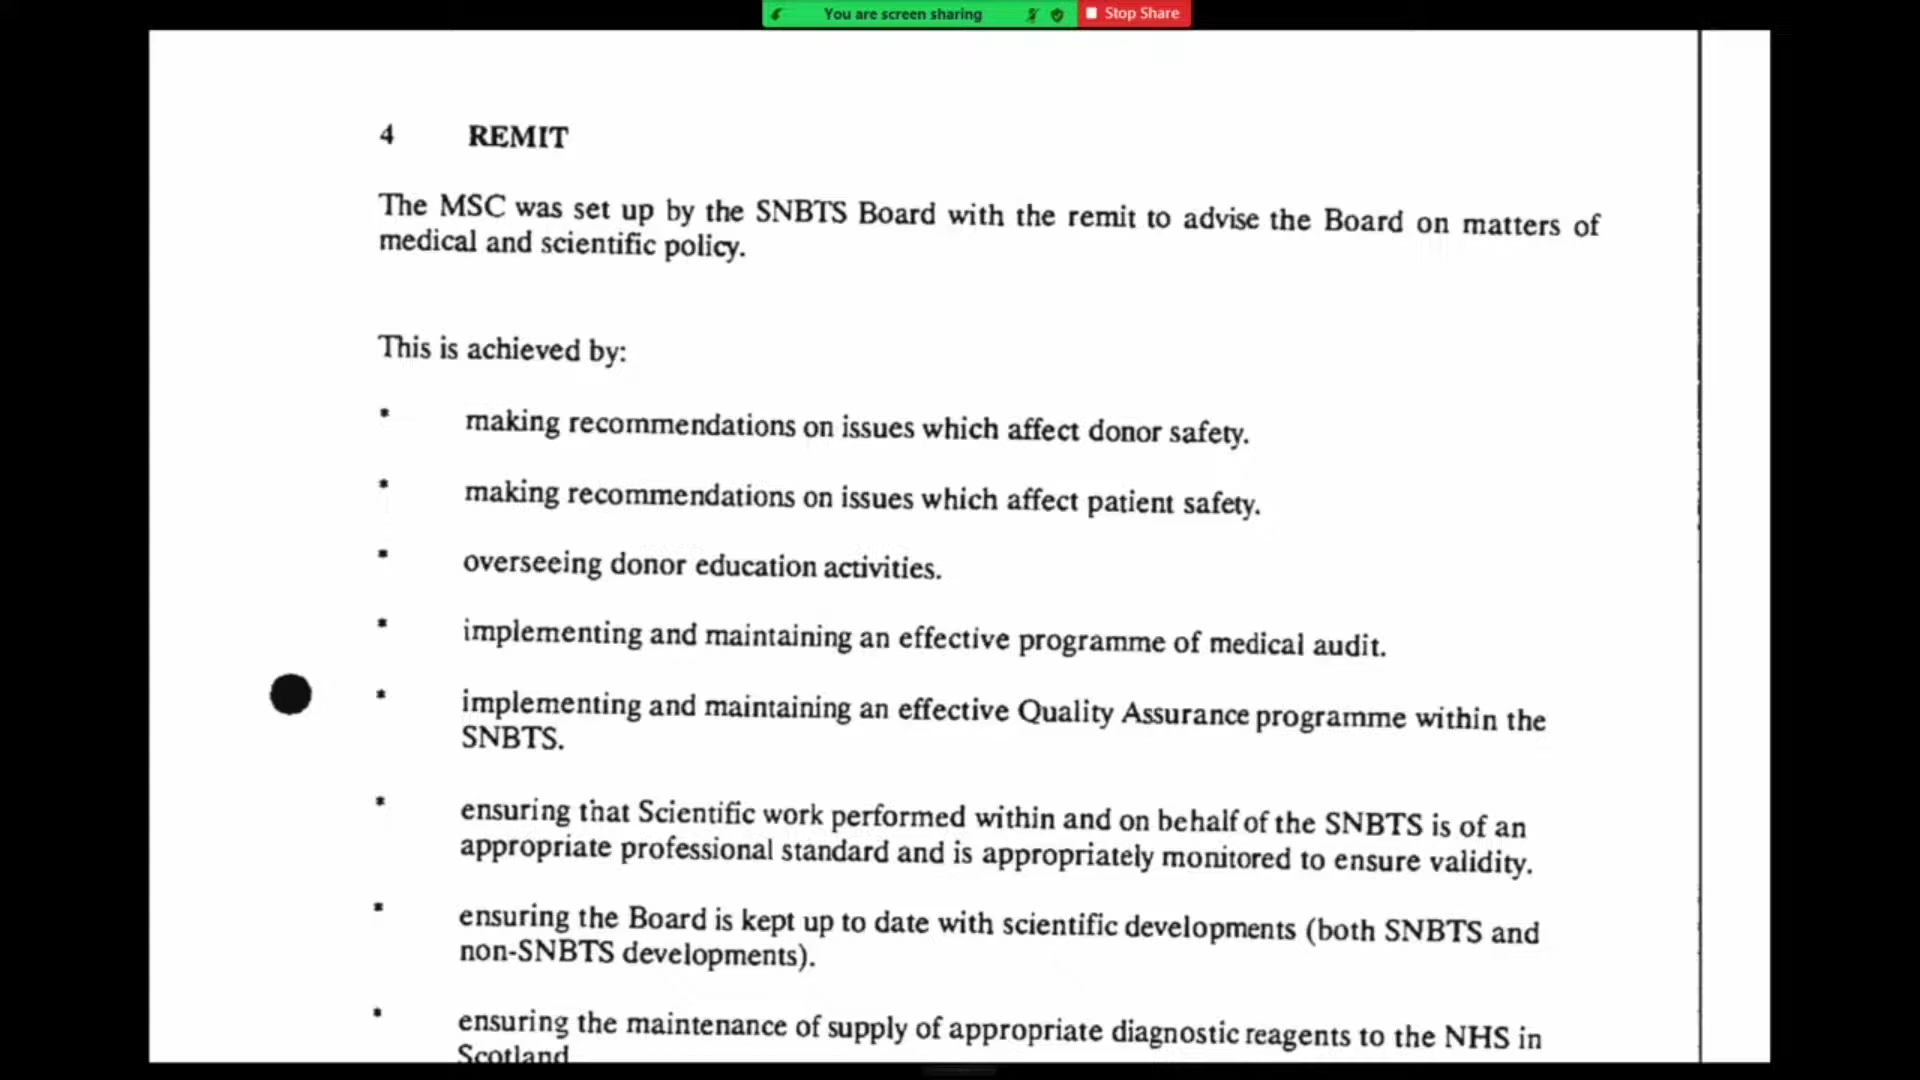 You are screen sharing
Stop Share
4 REMIT
The MSC was set up by the SNBTS Board with the remit to advise the Board on matters of
medical and scientific policy.
This is achieved by:
* making recommendations on issues which affect donor safety.
* making recommendations on issues which affect patient safety.
* overseeing donor education activities.
* implementing and maintaining an effective programme of medical audit.
* implementing and maintaining an effective Quality Assurance programme within the
SNBTS.
* ensuring that Scientific work performed within and on behalf of the SNBTS is of an
appropriate professional standard and is appropriately monitored to ensure validity.
* ensuring the Board is kept up to date with scientific developments (both SNBTS and
non-SNBTS developments).
* ensuring the maintenance of supply of appropriate diagnostic reagents to the NHS in
Scotland